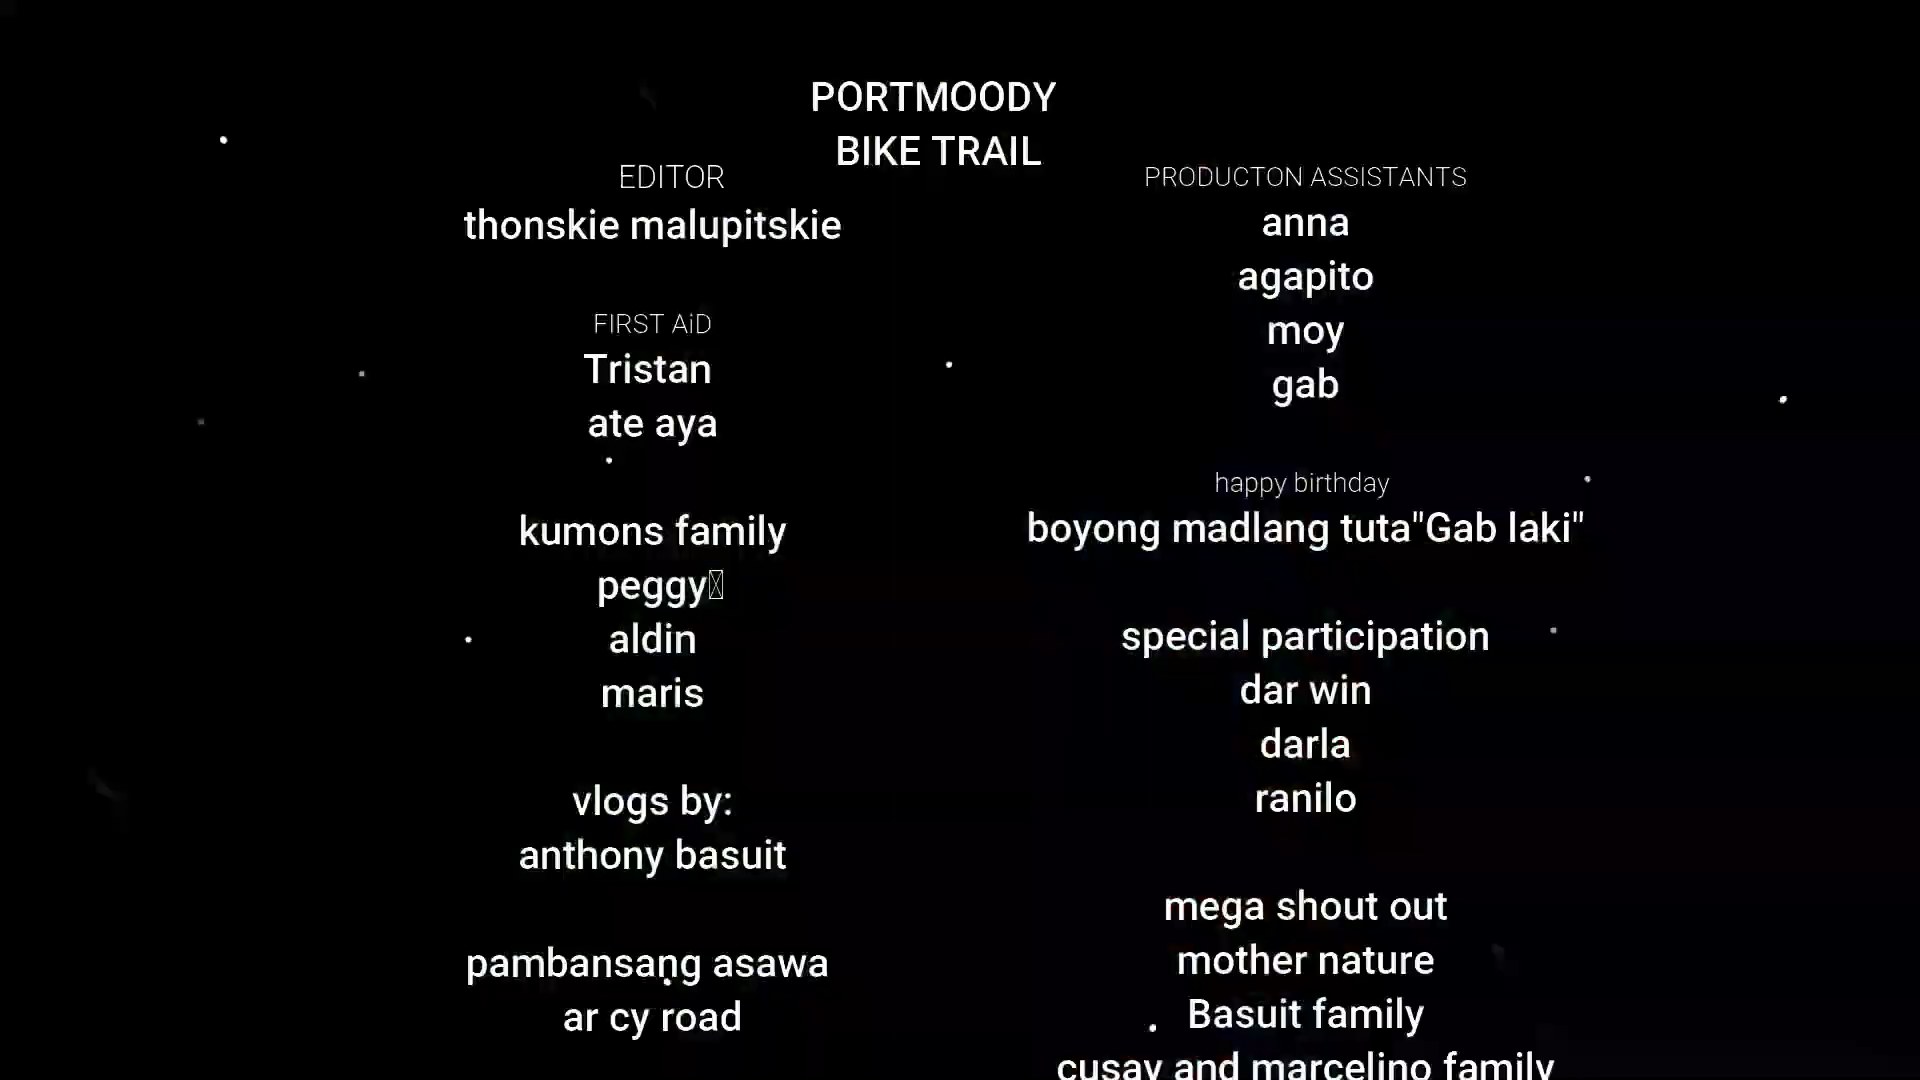 PORTMOODY
BIKE TRAIL
EDITOR
thonskie malupitskie
FIRST AiD
Tristan
ate aya
kumons family
peggy
aldin
maris
vlogs by:
anthony basuit
pambansang asawa
ar cy road
PRODUCTON ASSISTANTS
anna
agapito
moy
gab
happy birthday
boyong madlang tuta"Gab laki"
special participation
dar win
darla
ranilo
mega shout out
mother nature
Basuit family
cusay and marcelino family